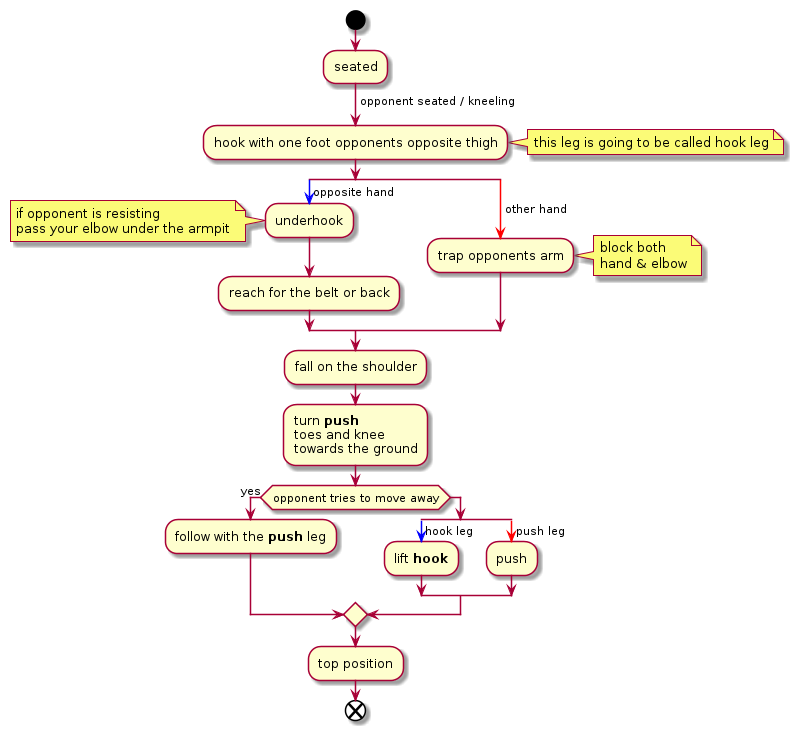 seated
opponent seated / kneeling
hook with one foot opponents opposite thigh
this leg is going to be called hook leg
opposite hand
other hand
if opponent is resisting
pass your elbow under the armpit
underhook
trap opponents arm
block both
hand & elbow
reach for the belt or back
fall on the shoulder
turn push
toes and knee
towards the ground
yes
opponent tries to move away
follow with the push leg
hook leg
push leg
lift hook
push
top position